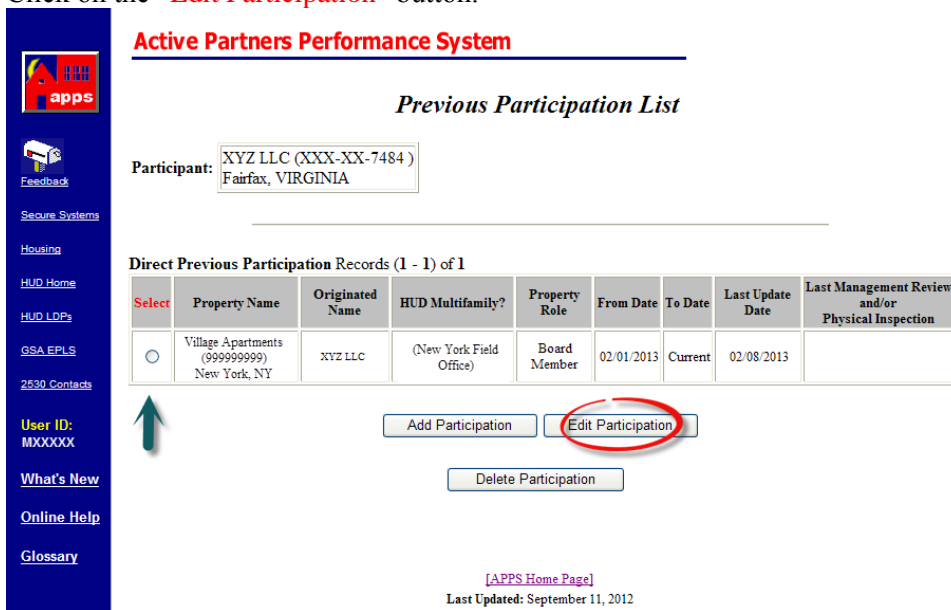 Click on the "Edit Participation" button.
Active Partners Performance System
apps
Previous Participation List
Participant: XYZ LLC (XXX-XX-7484 )
Fairfax, VIRGINIA
Feedback
Secure Systems
Housing
HUD Home
HUD LDPs
GSA EPLS
2530 Contacts
User ID:
MXXXXX
What's New
Online Help
Glossary
Direct Previous Participation Records (1 - 1) of 1
Select Property Name Originated Name HUD Multifamily? Property Role From Date To Date Last Update Date Last Management Review and/or Physical Inspection
Village Apartments (999999999) New York, NY XYZ LLC (New York Field Office) Board Member 02/01/2013 Current 02/08/2013
Add Participation Edit Participation
Delete Participation
[APPS Home Page]
Last Updated: September 11, 2012